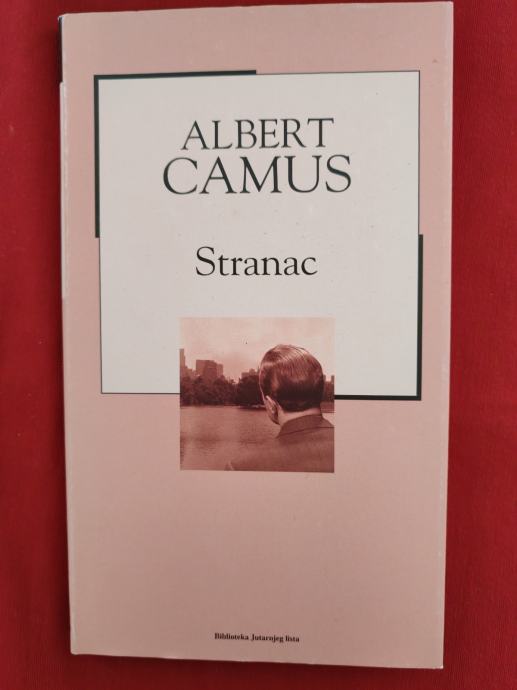 ALBERT
CAMUS
Stranac
Biblioteka Jutarnjeg lista